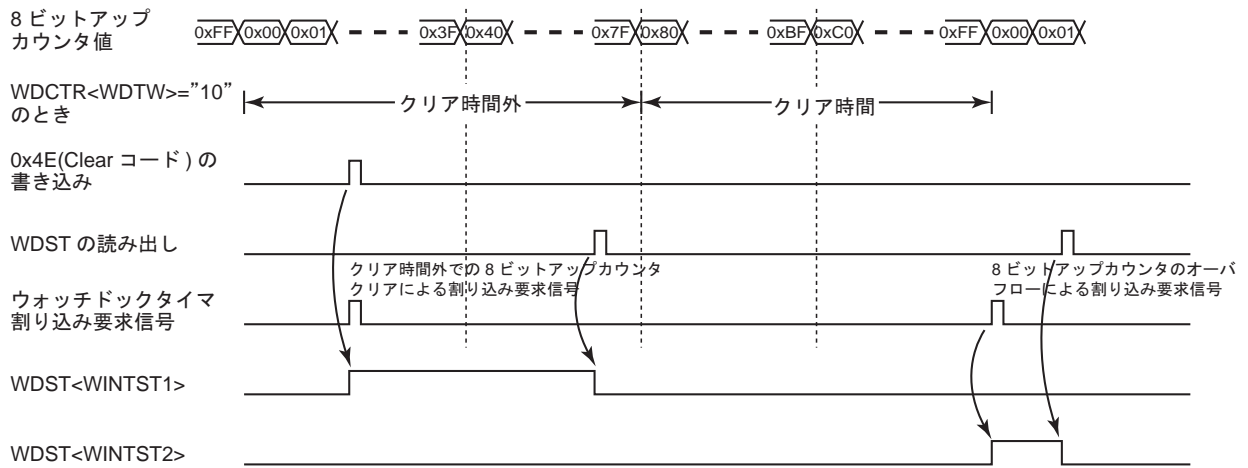 8 ビットアップ
カウンタ値
0xFF 0x00 0x01 0x3F 0x40 0x7F 0x80 0xBF 0xC0 0xFF 0x00 0x01
WDCTR<WDTW>=”10”
のとき
クリア時間外
クリア時間
0x4E(Clear コード ) の
書き込み
WDST の読み出し
クリア時間外での 8 ビットアップカウンタ
クリアによる割り込み要求信号
8 ビットアップカウンタのオーバ
フローによる割り込み要求信号
ウォッチドックタイマ
割り込み要求信号
WDST<WINTST1>
WDST<WINTST2>